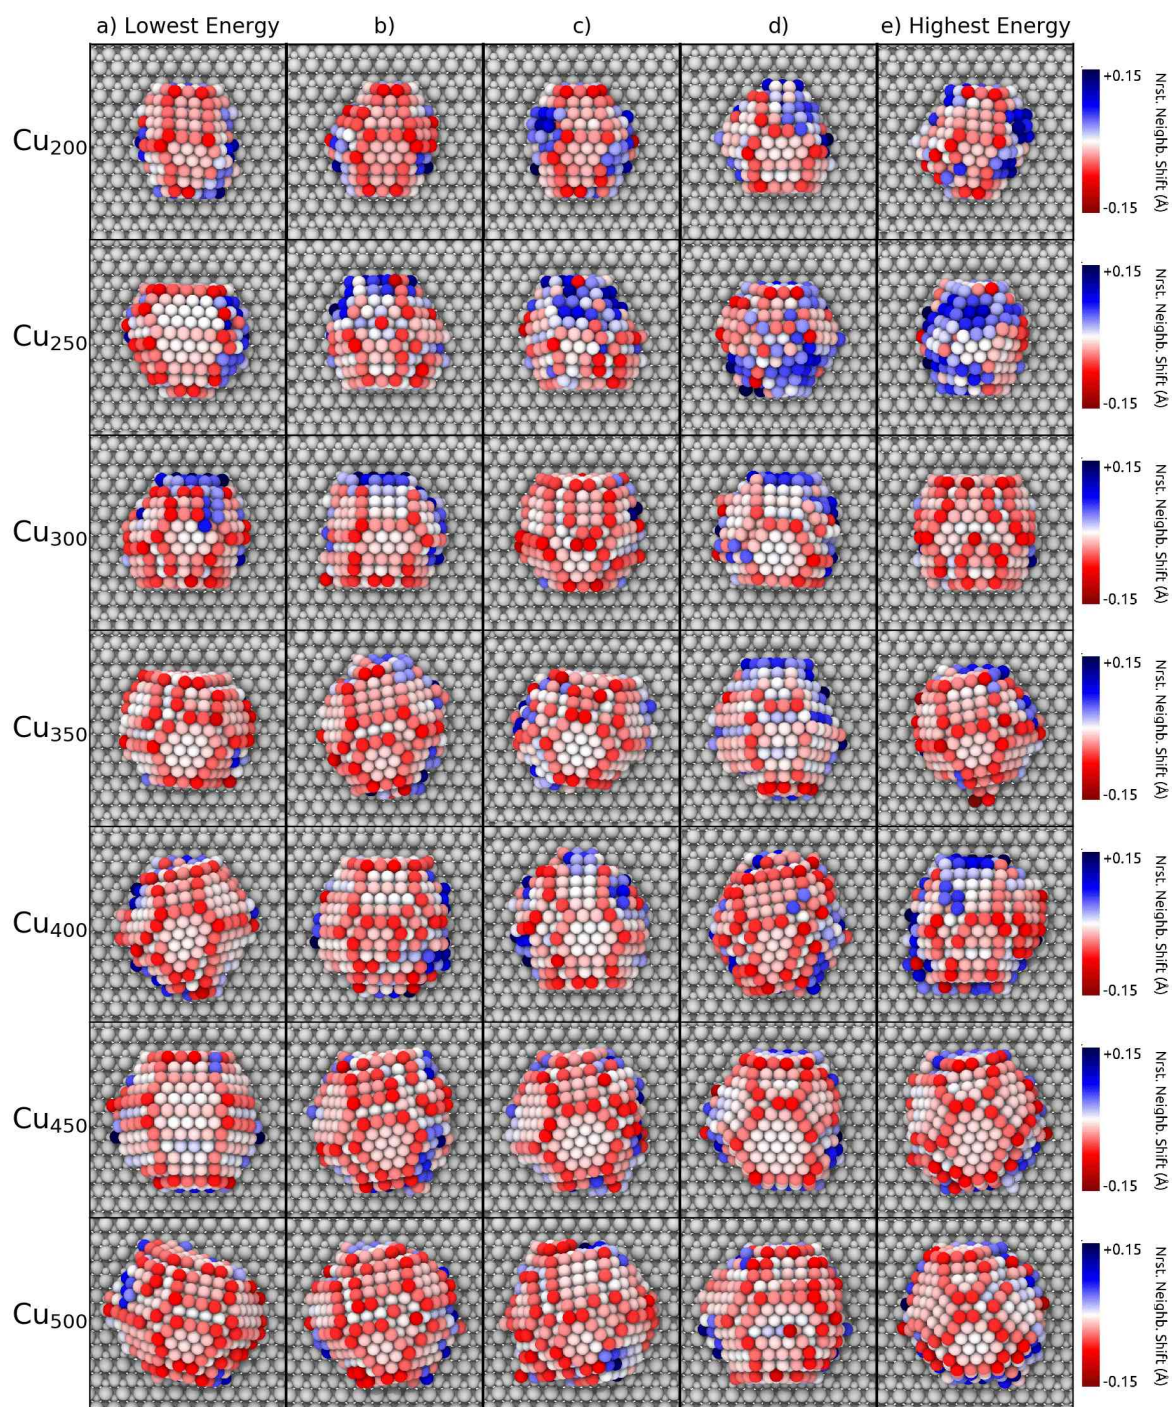 a) Lowest Energy b) c) d) e) Highest Energy
Cu200
+0.15
Nrst. Neighb. Shift (Å)
-0.15
Cu250
+0.15
Nrst. Neighb. Shift (Å)
-0.15
Cu300
+0.15
Nrst. Neighb. Shift (Å)
-0.15
Cu350
+0.15
Nrst. Neighb. Shift (Å)
-0.15
Cu400
+0.15
Nrst. Neighb. Shift (Å)
-0.15
Cu450
+0.15
Nrst. Neighb. Shift (Å)
-0.15
Cu500
+0.15
Nrst. Neighb. Shift (Å)
-0.15